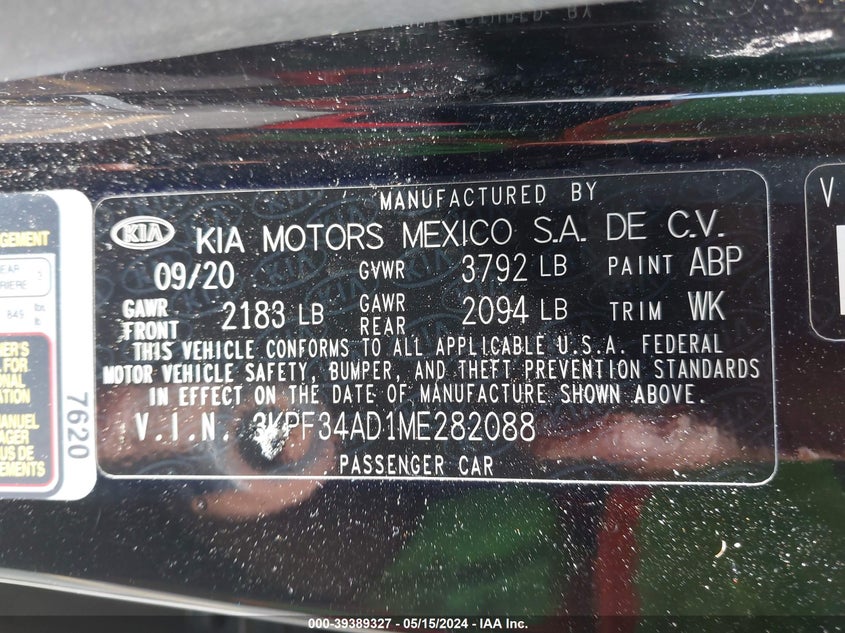 MANUFACTURED BY
KIA KIA MOTORS MEXICO S.A. DE C.V.
09/20 GVWR 3792 LB PAINT ABP
GAWR FRONT 2183 LB GAWR REAR 2094 LB TRIM WK
THIS VEHICLE CONFORMS TO ALL APPLICABLE U.S.A. FEDERAL
MOTOR VEHICLE SAFETY, BUMPER, AND THEFT PREVENTION STANDARDS
IN EFFECT ON THE DATE OF MANUFACTURE SHOWN ABOVE.
V.I.N. 3KPF34AD1ME282088
PASSENGER CAR
7620
V
000-39389327 - 05/15/2024 - IAA Inc.